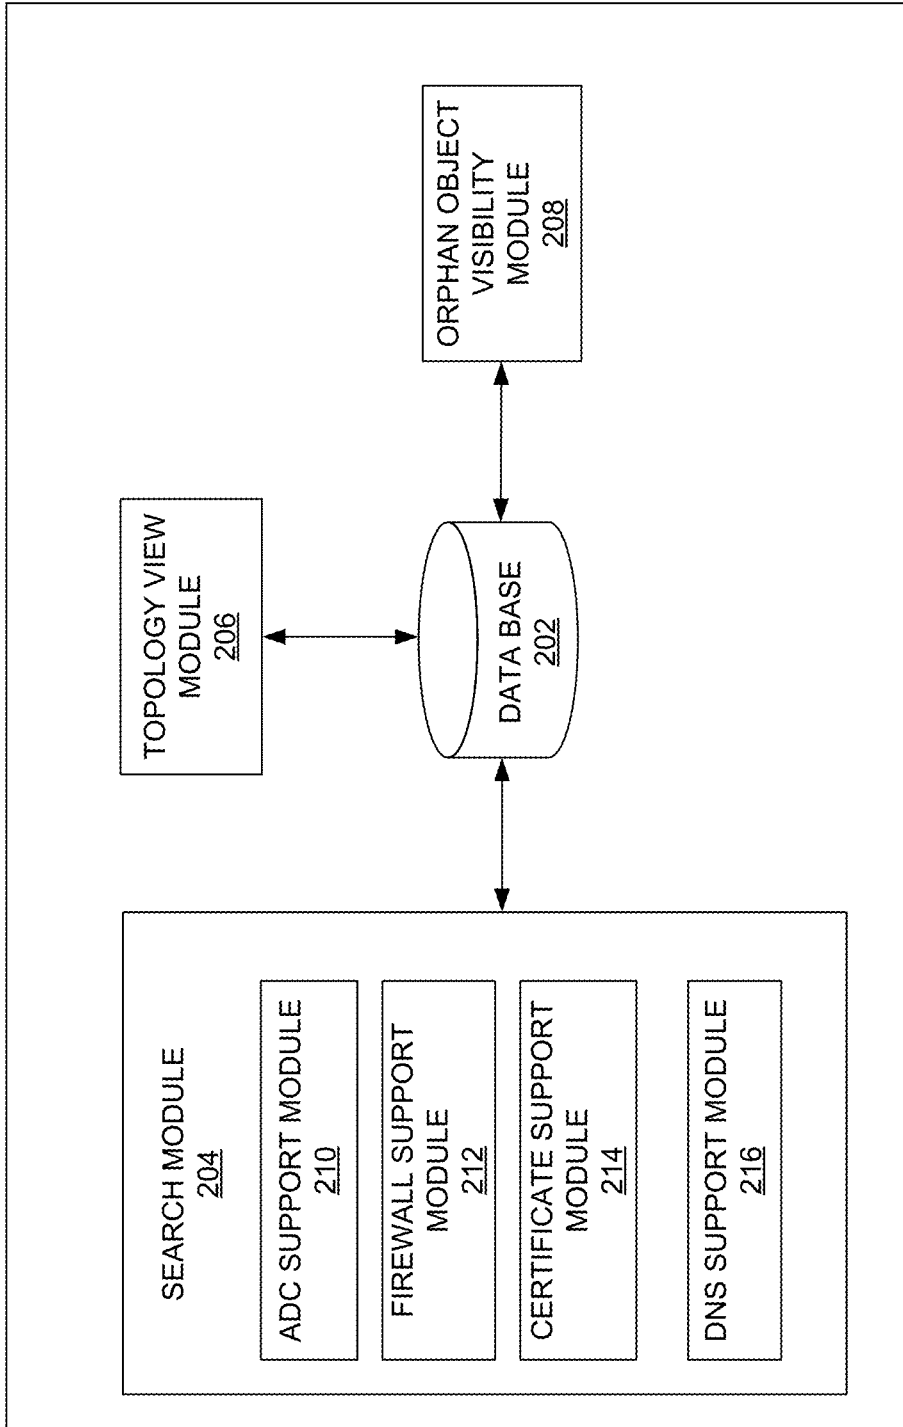 SEARCH MODULE
204
ADC SUPPORT MODULE
210
FIREWALL SUPPORT
MODULE
212
CERTIFICATE SUPPORT
MODULE
214
DNS SUPPORT MODULE
216
TOPOLOGY VIEW
MODULE
206
DATA BASE
202
ORPHAN OBJECT
VISIBILITY
MODULE
208